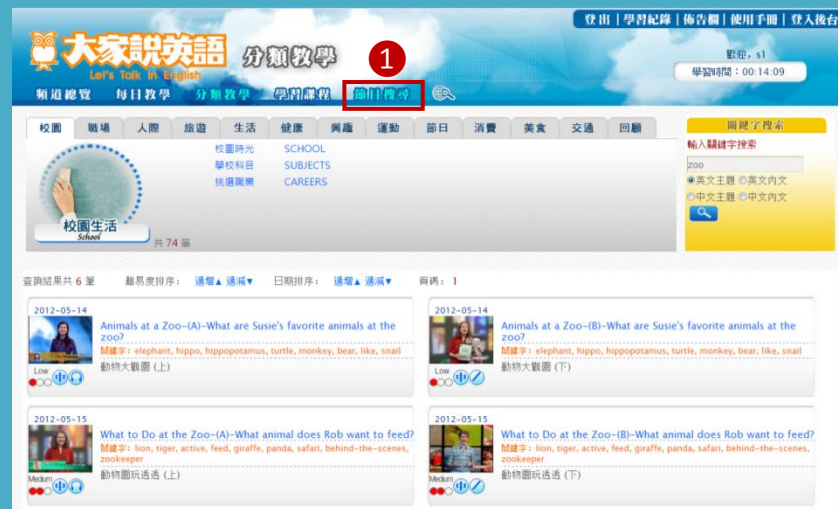 登出 | 學習紀錄 | 佈告欄 | 使用手冊 | 登入後台
大家說英語
Let's Talk In English
分類教學
1
歡迎，s1
學習時間：00:14:09
頻道總覽 每日教學 分類教學 學習課程 節目搜尋
校園 職場 人際 旅遊 生活 健康 興趣 運動 節日 消費 美食 交通 回顧
校園時光 SCHOOL
學校科目 SUBJECTS
挑選職業 CAREERS
校園生活
School
共 74 篇
關鍵字搜索
輸入關鍵字搜索
zoo
英文主題 英文內文
中文主題 中文內文
查詢結果共 6 筆 難易度排序： 遞增▲ 遞減▼ 日期排序： 遞增▲ 遞減▼ 頁碼： 1
2012-05-14
Animals at a Zoo-(A)-What are Susie's favorite animals at the
zoo?
關鍵字：elephant, hippo, hippopotamus, turtle, monkey, bear, like, snail
動物大觀園 (上)
Low
中
2012-05-14
Animals at a Zoo-(B)-What are Susie's favorite animals at the
zoo?
關鍵字：elephant, hippo, hippopotamus, turtle, monkey, bear, like, snail
動物大觀園 (下)
Low
中
2012-05-15
What to Do at the Zoo-(A)-What animal does Rob want to feed?
關鍵字：lion, tiger, active, feed, giraffe, panda, safari, behind-the-scenes,
zookeeper
動物園玩透透 (上)
Medium
中
2012-05-15
What to Do at the Zoo-(B)-What animal does Rob want to feed?
關鍵字：lion, tiger, active, feed, giraffe, panda, safari, behind-the-scenes,
zookeeper
動物園玩透透 (下)
Medium
中